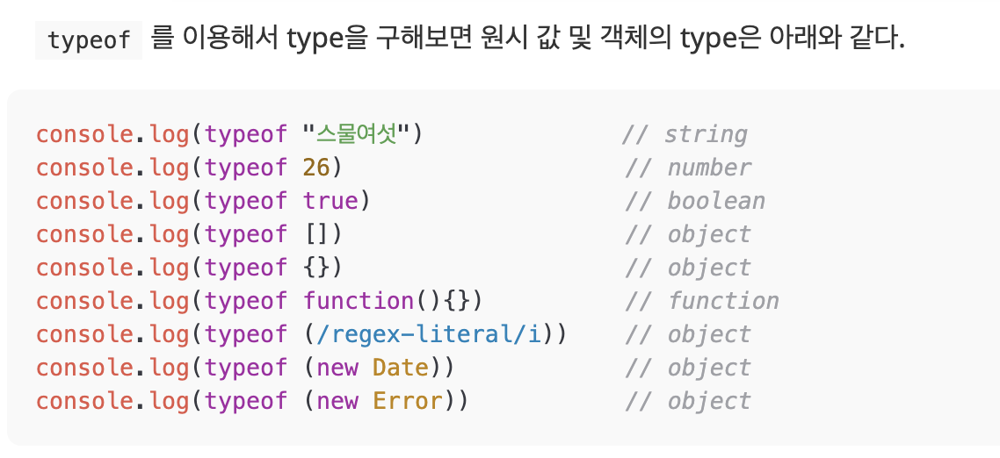 typeof 를 이용해서 type을 구해보면 원시 값 및 객체의 type은 아래와 같다.
console.log(typeof "스물여섯") // string
console.log(typeof 26) // number
console.log(typeof true) // boolean
console.log(typeof []) // object
console.log(typeof {}) // object
console.log(typeof function(){}) // function
console.log(typeof (/regex-literal/i)) // object
console.log(typeof (new Date)) // object
console.log(typeof (new Error)) // object